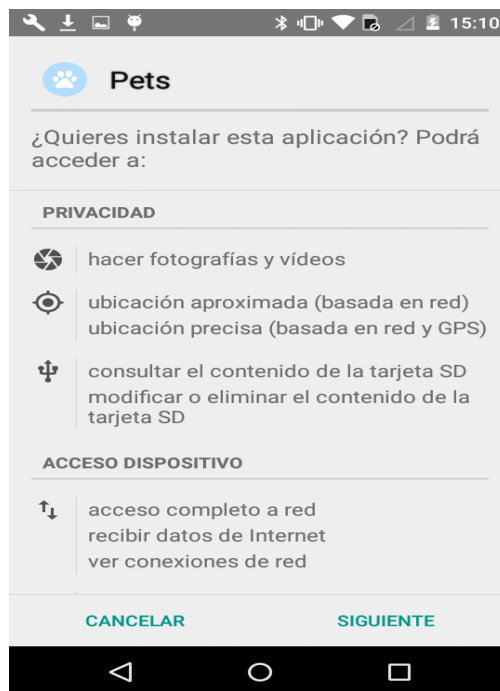 15:10
Pets
¿Quieres instalar esta aplicación? Podrá
acceder a:
PRIVACIDAD
hacer fotografías y vídeos
ubicación aproximada (basada en red)
ubicación precisa (basada en red y GPS)
consultar el contenido de la tarjeta SD
modificar o eliminar el contenido de la
tarjeta SD
ACCESO DISPOSITIVO
acceso completo a red
recibir datos de Internet
ver conexiones de red
CANCELAR SIGUIENTE